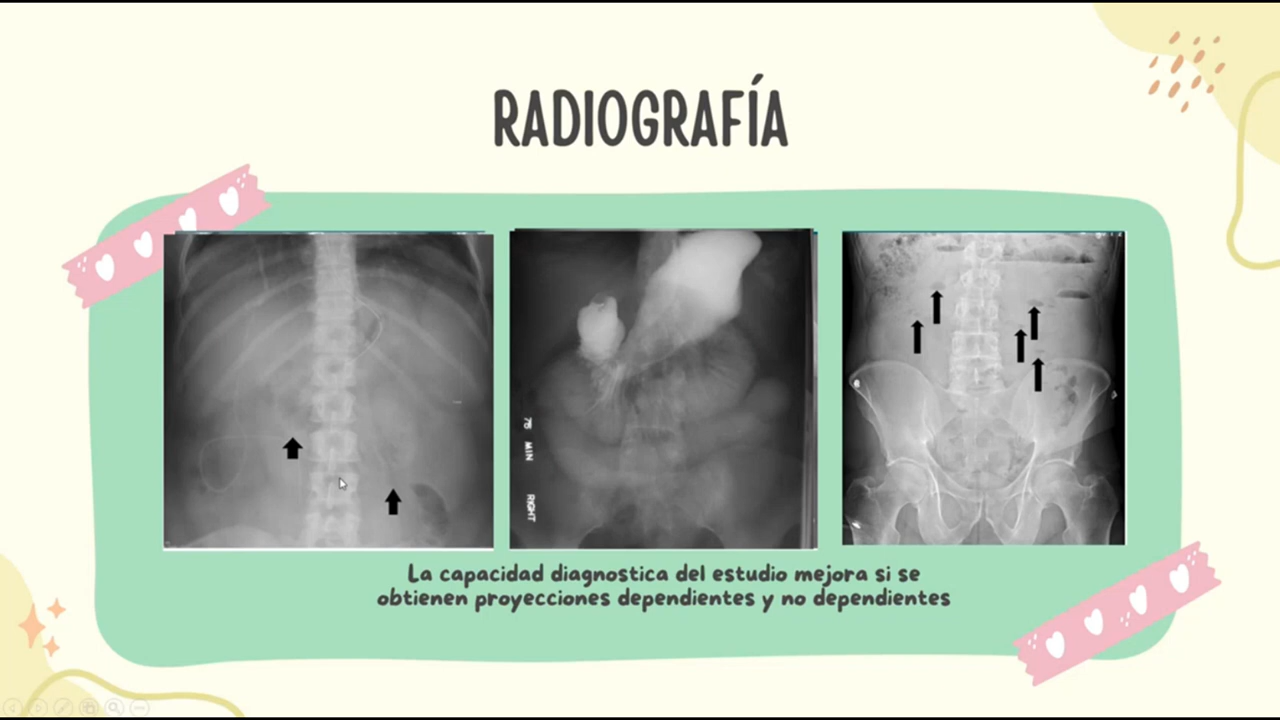 RADIOGRAFÍA
75 MIN RIGHT
La capacidad diagnostica del estudio mejora si se
obtienen proyecciones dependientes y no dependientes